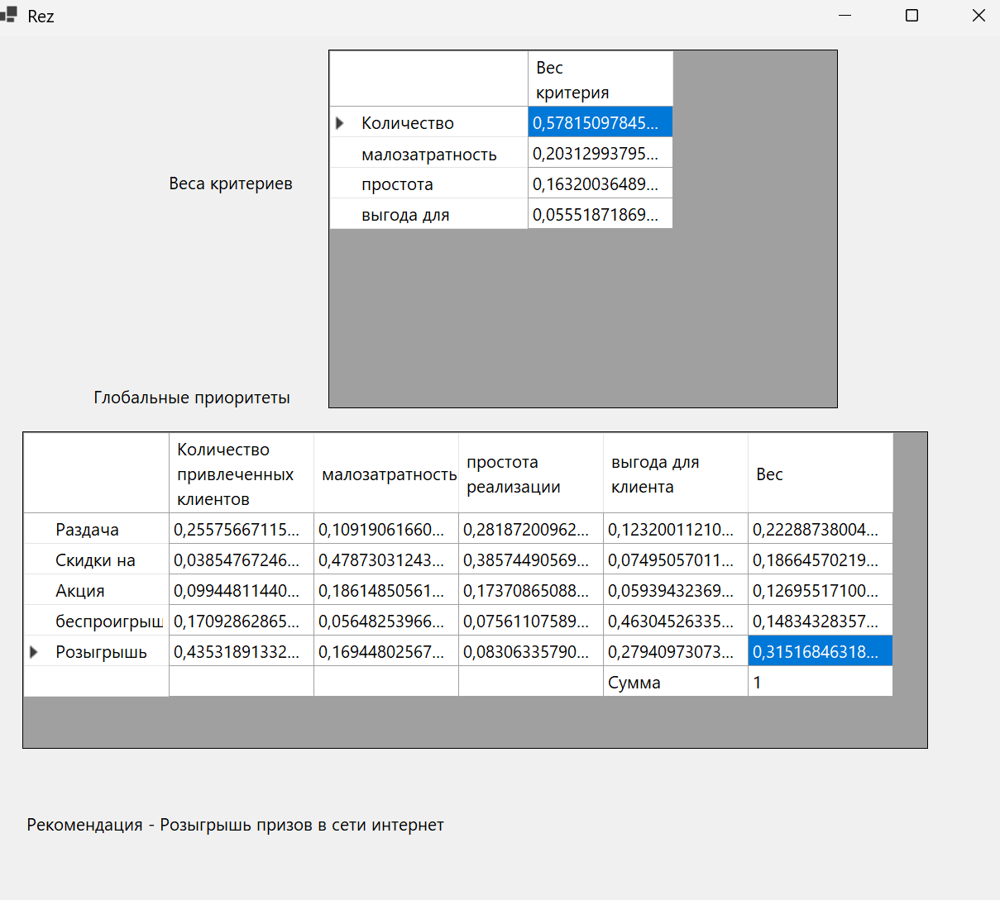 Rez
Вес
критерия
Количество 0,57815097845...
малозатратность 0,20312993795...
простота 0,16320036489...
выгода для 0,05551871869...
Веса критериев
Глобальные приоритеты
Количество привлеченных клиентов малозатратность простота реализации выгода для клиента Вес
Раздача 0,25575667115... 0,10919061660... 0,28187200962... 0,12320011210... 0,22288738004...
Скидки на 0,03854767246... 0,47873031243... 0,38574490569... 0,07495057011... 0,18664570219...
Акция 0,09944811440... 0,18614850561... 0,17370865088... 0,05939432369... 0,12695517100...
беспроигрыш 0,17092862865... 0,05648253966... 0,07561107589... 0,46304526335... 0,14834328357...
Розыгрышь 0,43531891332... 0,16944802567... 0,08306335790... 0,27940973073... 0,31516846318...
Сумма 1
Рекомендация - Розыгрышь призов в сети интернет